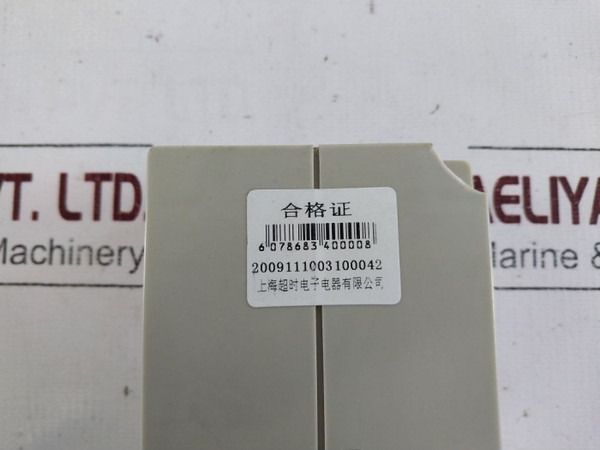 VT. LTD.
AELIYA
Machinery
Marine &
合格证
6 078683 400008
2009111003100042
上海超时电子电器有限公司